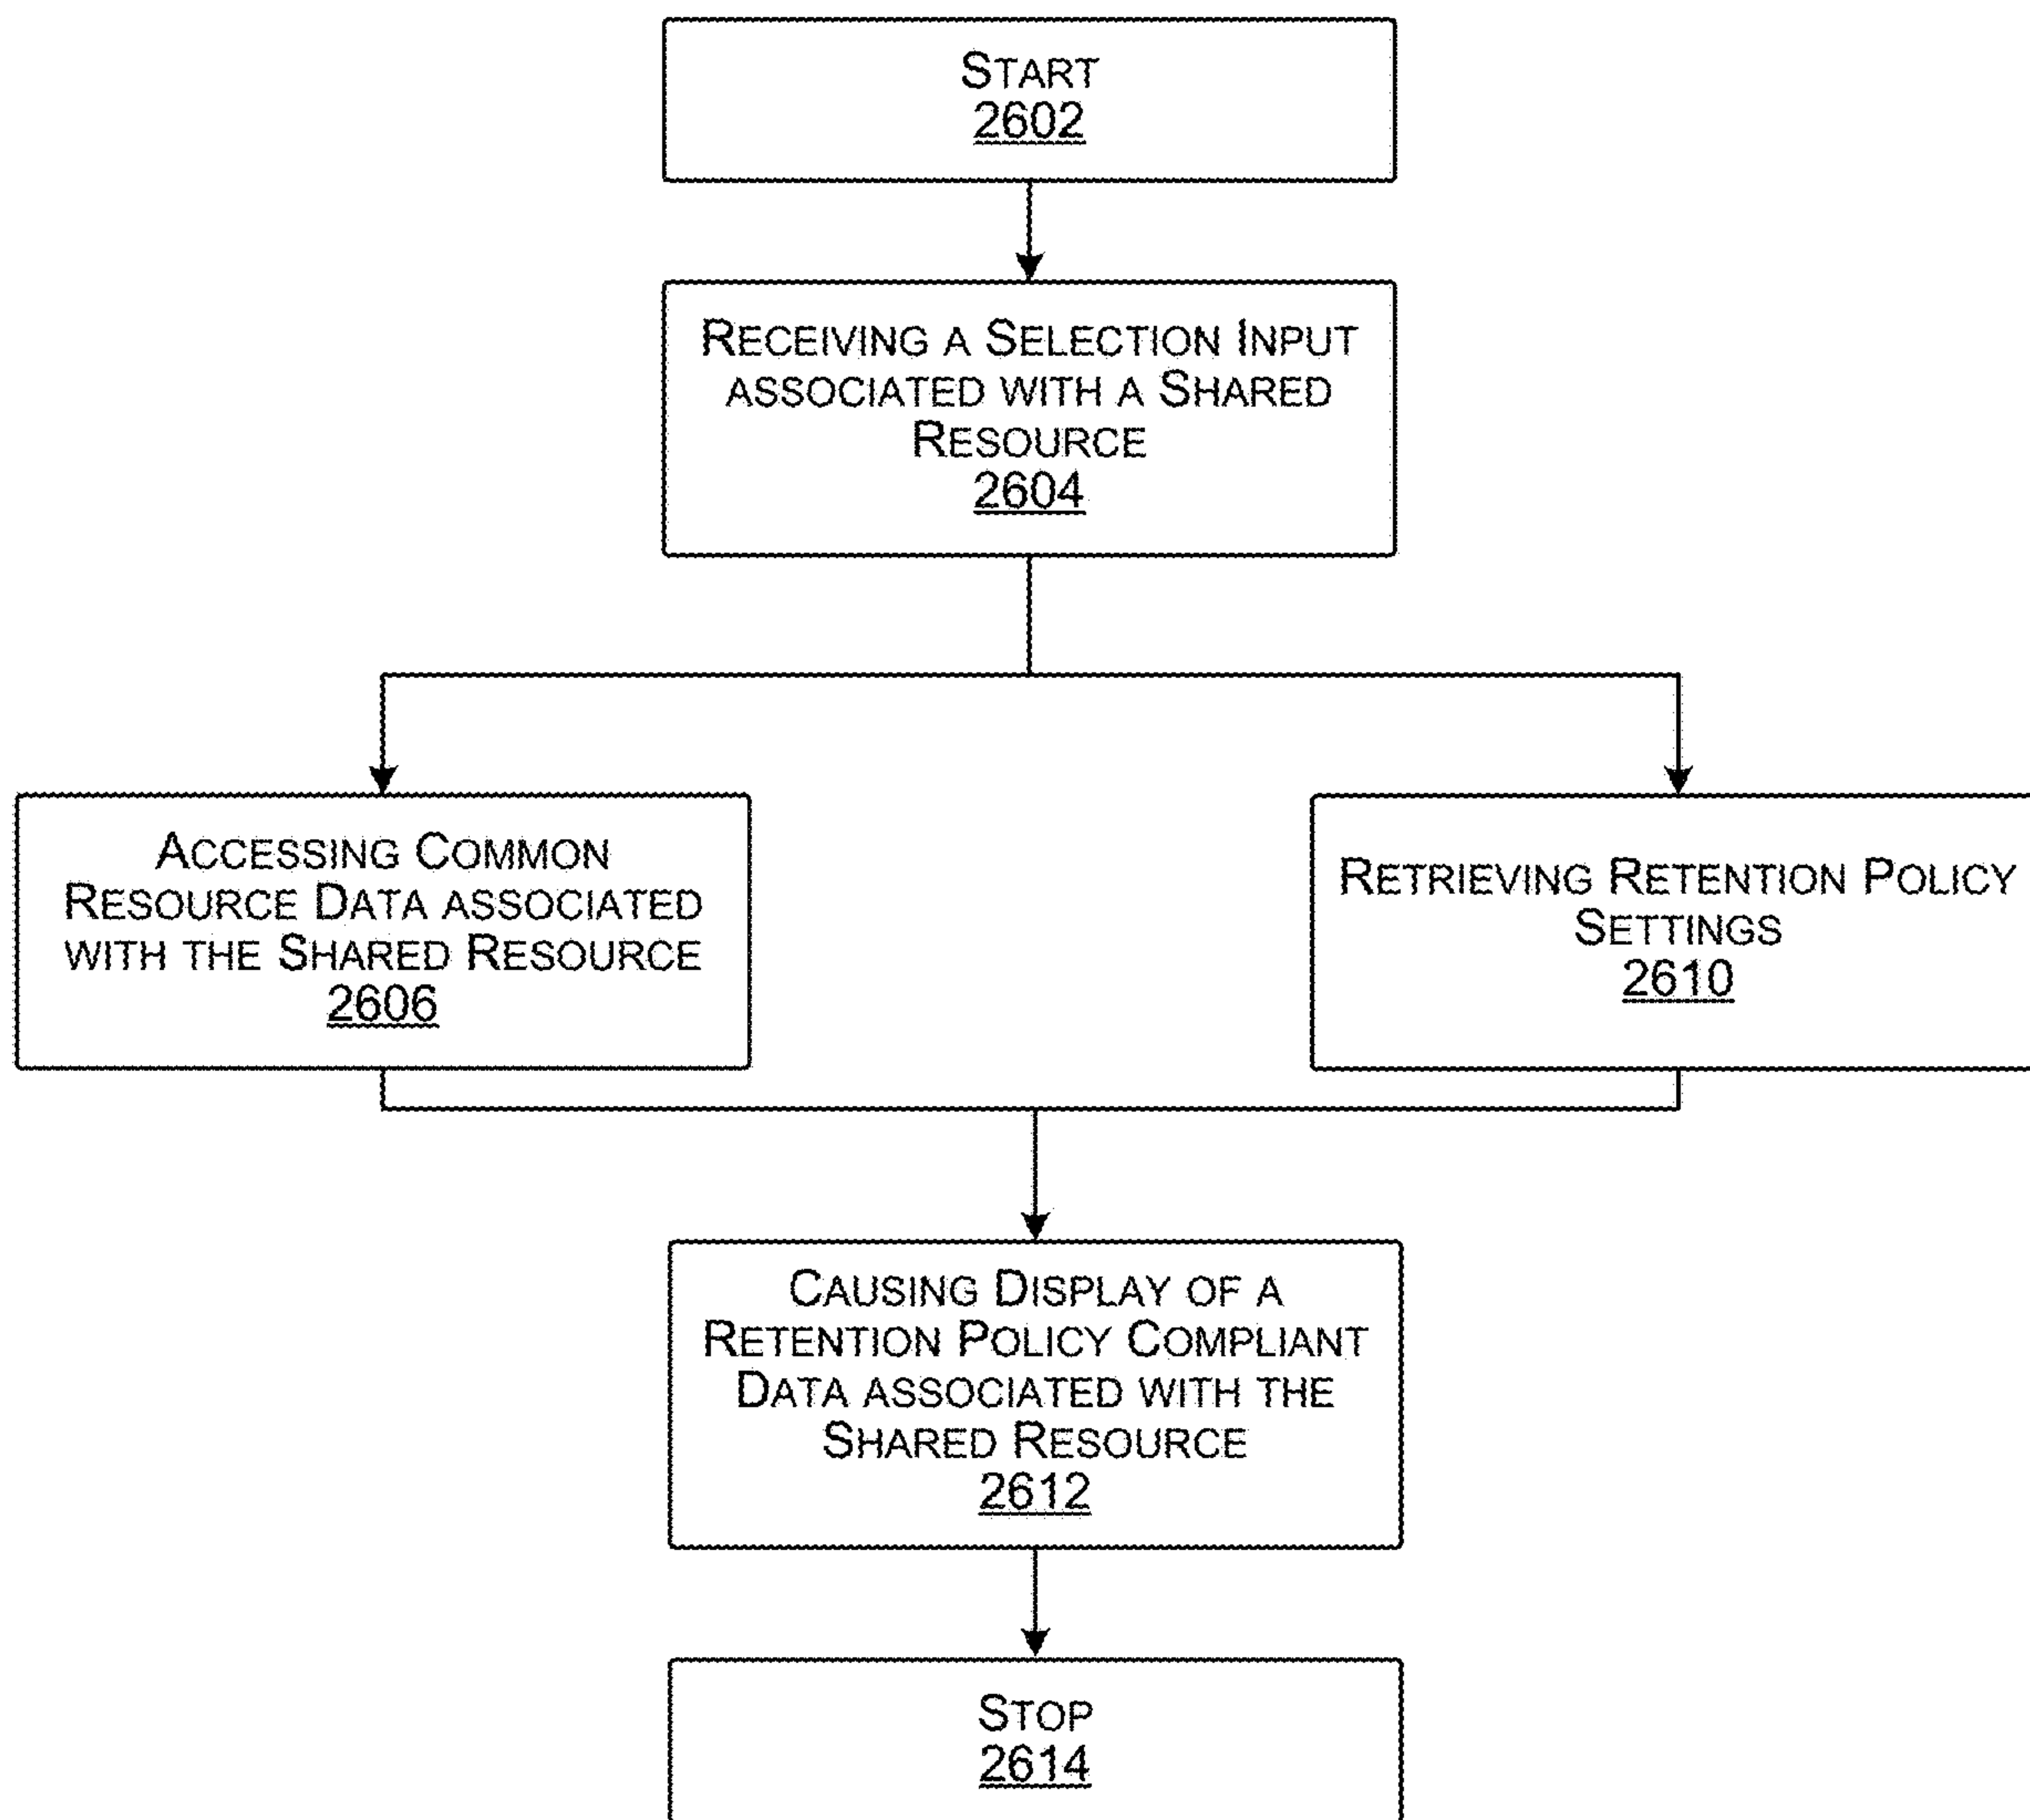 START
2602
RECEIVING A SELECTION INPUT
ASSOCIATED WITH A SHARED
RESOURCE
2604
ACCESSING COMMON
RESOURCE DATA ASSOCIATED
WITH THE SHARED RESOURCE
2606
RETRIEVING RETENTION POLICY
SETTINGS
2610
CAUSING DISPLAY OF A
RETENTION POLICY COMPLIANT
DATA ASSOCIATED WITH THE
SHARED RESOURCE
2612
STOP
2614